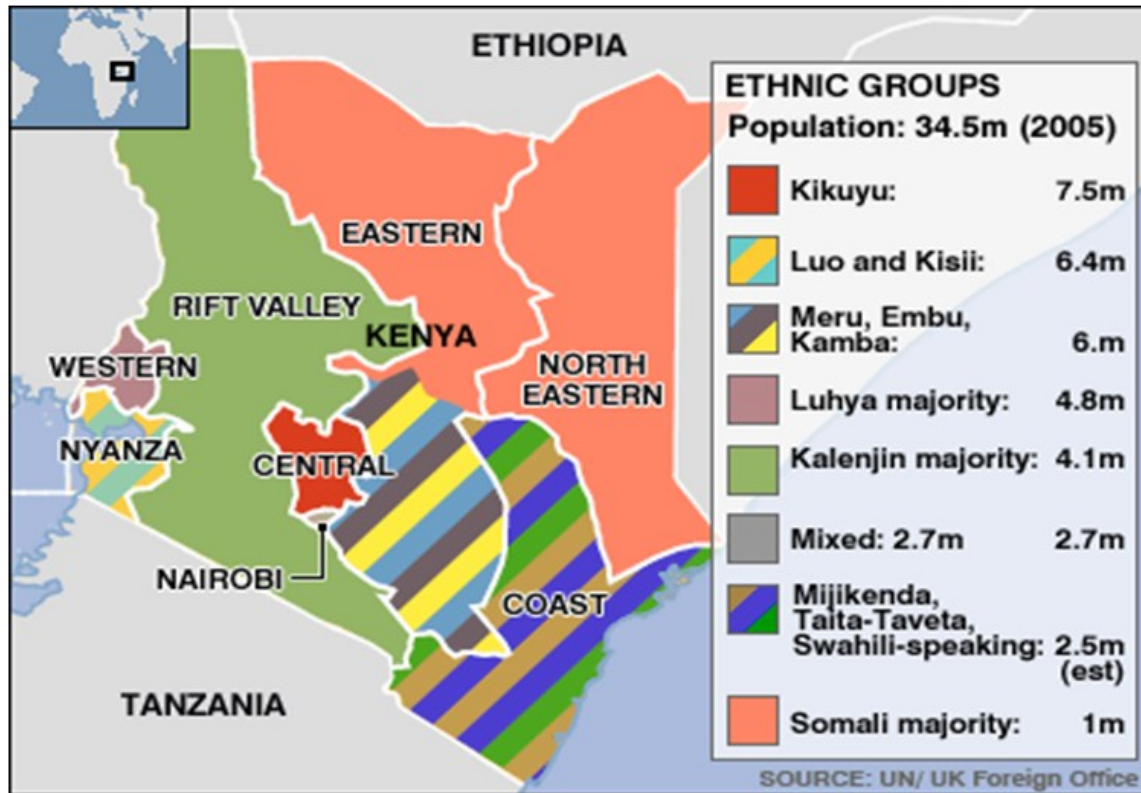 ETHIOPIA
EASTERN
RIFT VALLEY
KENYA
WESTERN
NORTH
EASTERN
NYANZA
CENTRAL
NAIROBI
COAST
TANZANIA
ETHNIC GROUPS
Population: 34.5m (2005)
Kikuyu: 7.5m
Luo and Kisii: 6.4m
Meru, Embu,
Kamba: 6.m
Luhya majority: 4.8m
Kalenjin majority: 4.1m
Mixed: 2.7m 2.7m
Mijikenda,
Taita-Taveta,
Swahili-speaking: 2.5m
(est)
Somali majority: 1m
SOURCE: UN/ UK Foreign Office